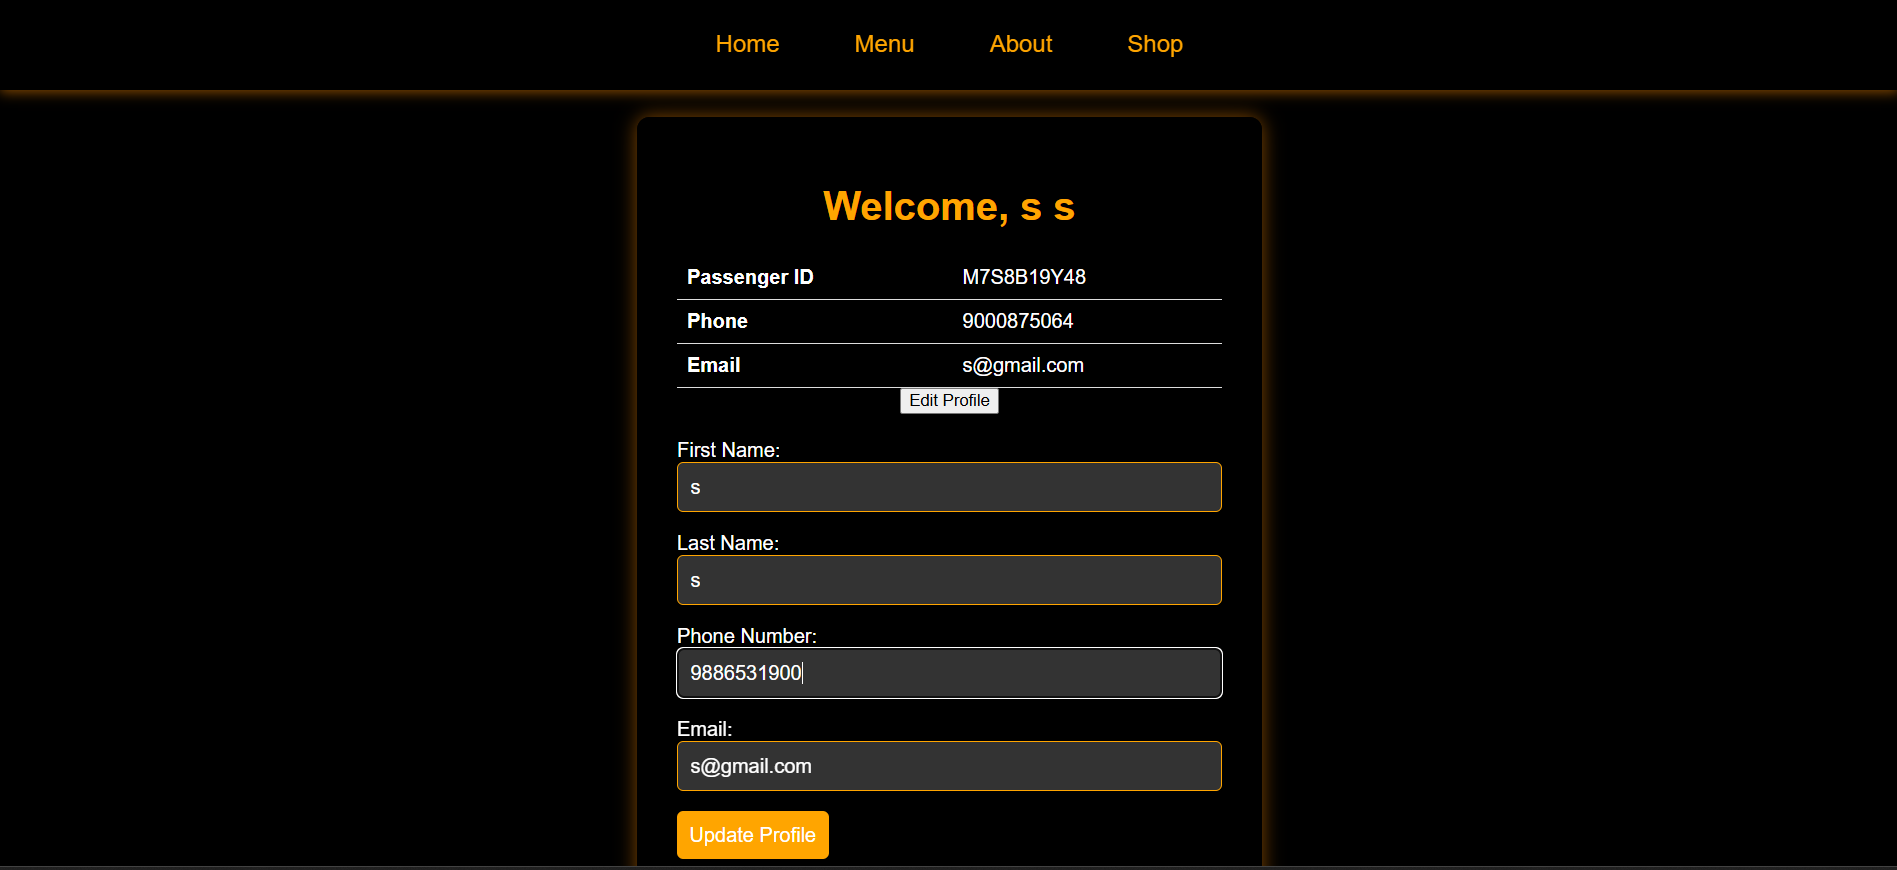 Home Menu About Shop
Welcome, s s
Passenger ID M7S8B19Y48
Phone 9000875064
Email s@gmail.com
Edit Profile
First Name:
s
Last Name:
s
Phone Number:
9886531900
Email:
s@gmail.com
Update Profile